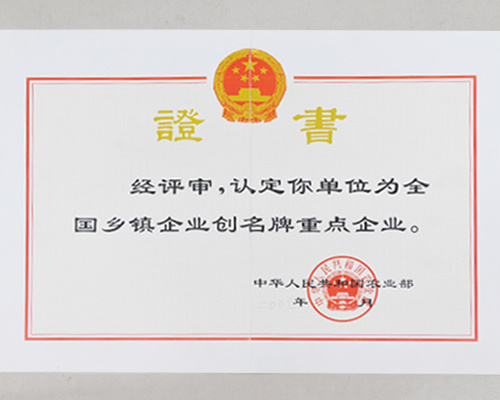 證書
经评审，认定你单位为全
国乡镇企业创名牌重点企业。
中华人民共和国农业部
年 月